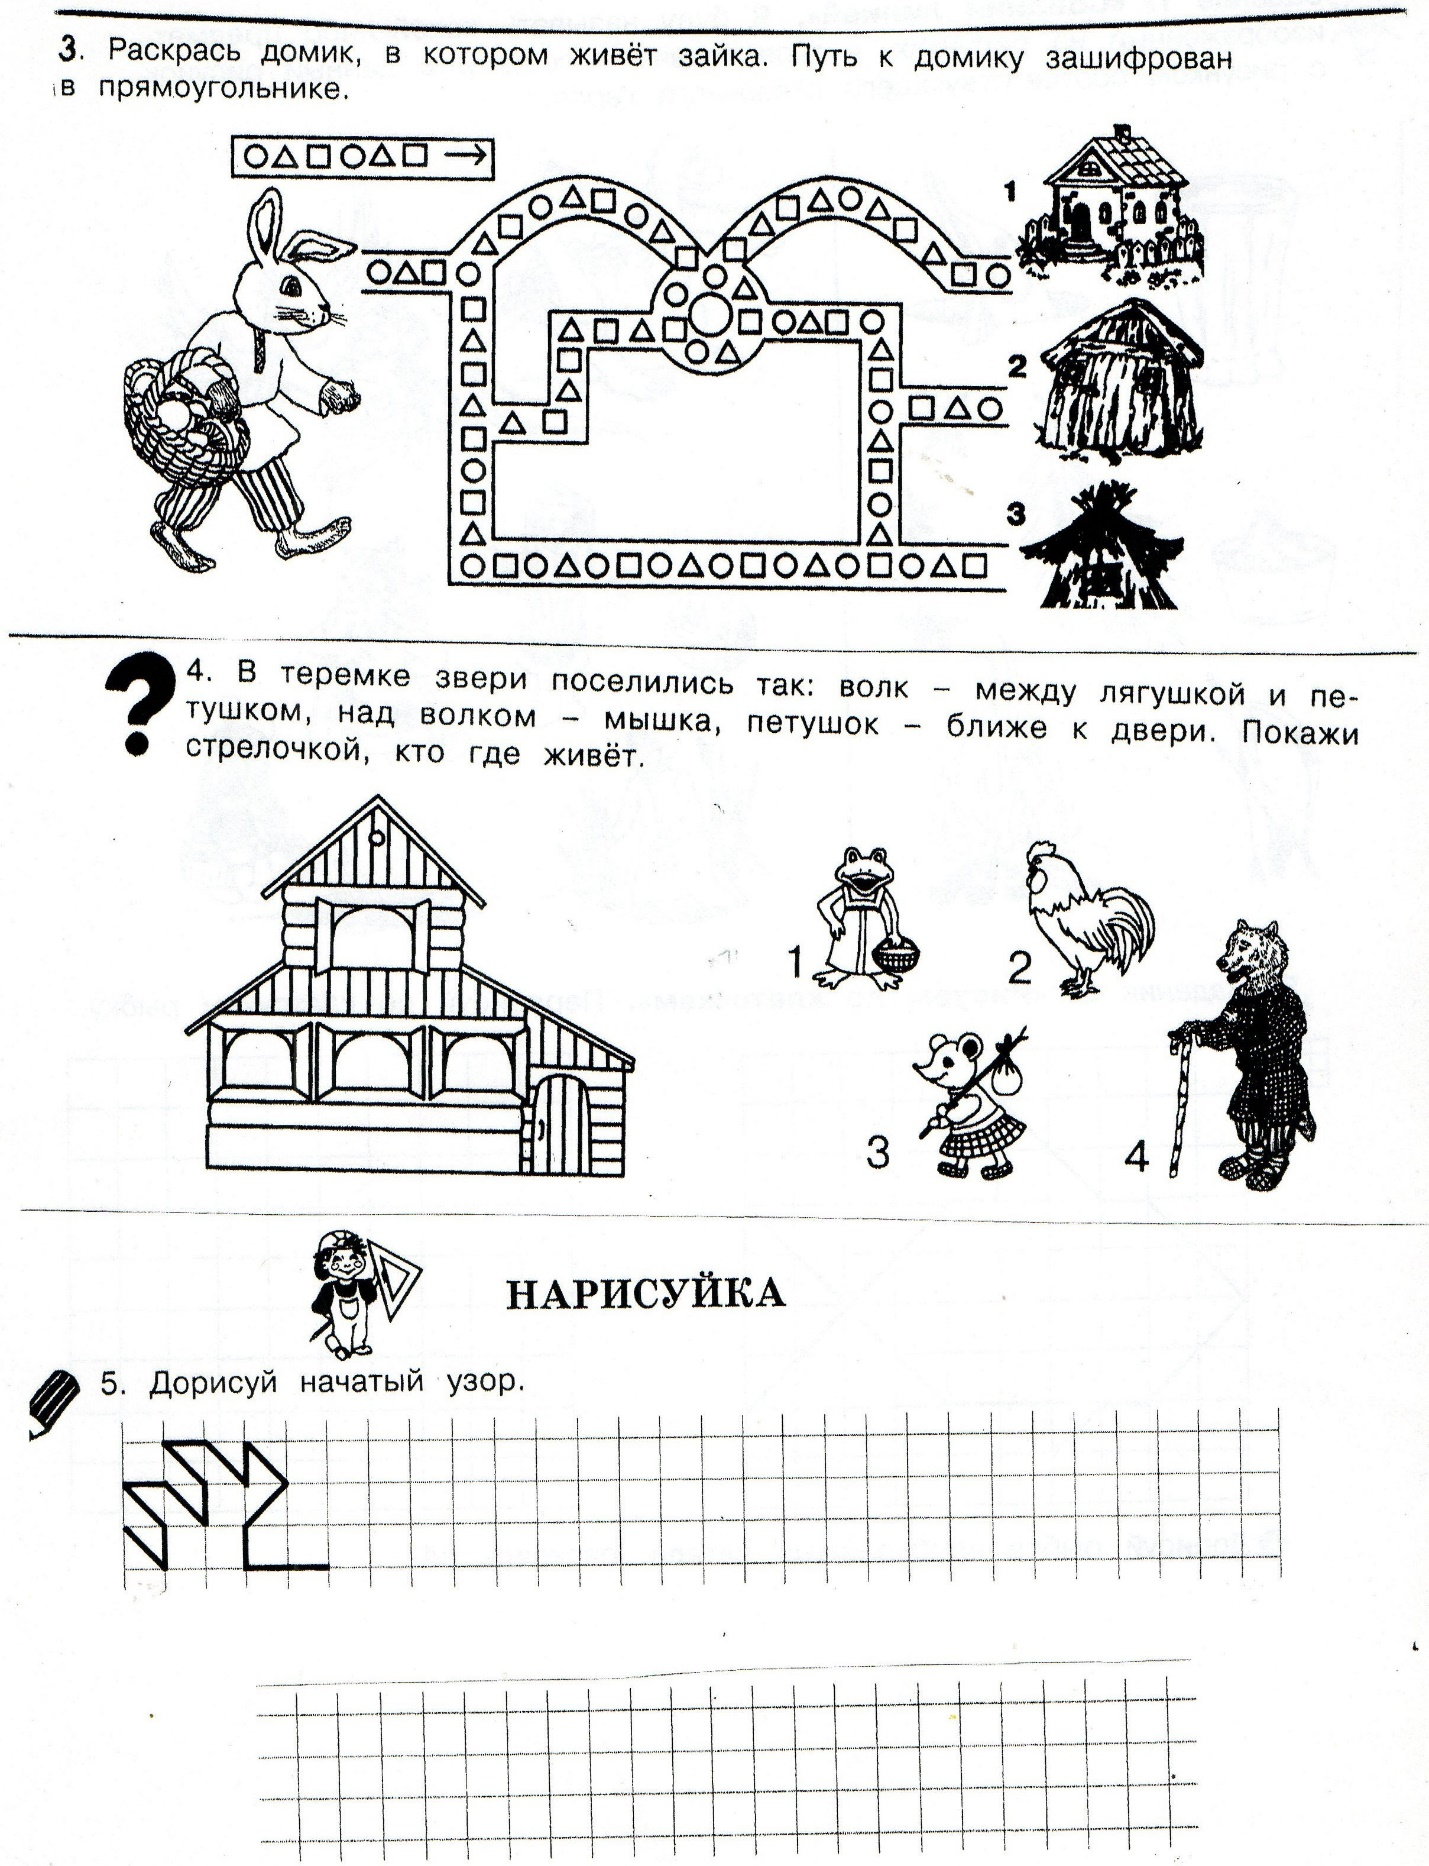 3. Раскрась домик, в котором живёт зайка. Путь к домику зашифрован
в прямоугольнике.
1
2
3
4. В теремке звери поселились так: волк – между лягушкой и пе-
тушком, над волком – мышка, петушок – ближе к двери. Покажи
стрелочкой, кто где живёт.
1
2
3
4
НАРИСУЙКА
5. Дорисуй начатый узор.